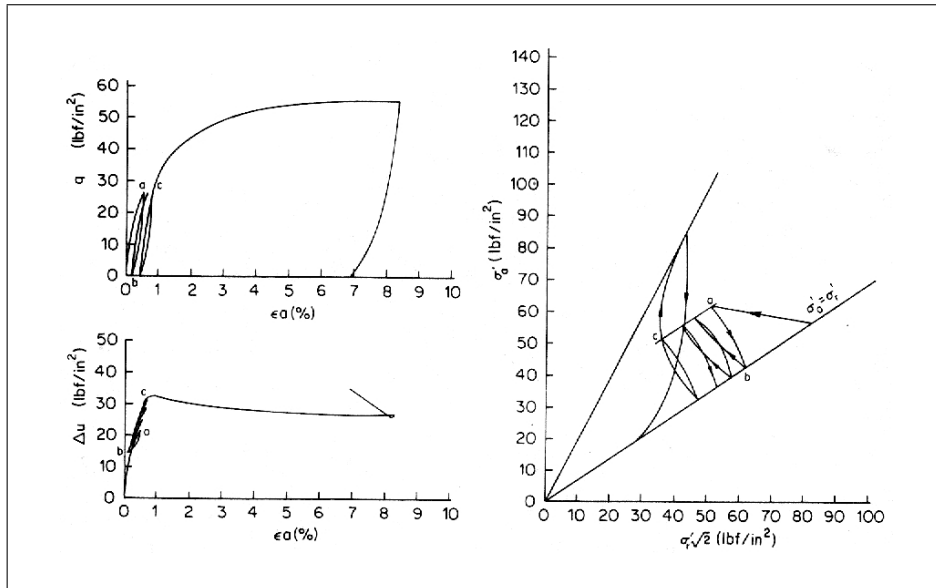 q (lbf/in²)
60
50
40
30
20
10
0
a
c
b
0 1 2 3 4 5 6 7 8 9 10
ϵa (%)
Δu (lbf/in²)
50
40
30
20
10
0
c
a
b
0 1 2 3 4 5 6 7 8 9 10
ϵa (%)
σ'a (lbf/in²)
140
130
120
110
100
90
80
70
60
50
40
30
20
10
0
a
σ'a = σ'r
c
b
0 10 20 30 40 50 60 70 80 90 100
σ'r√2 (lbf/in²)